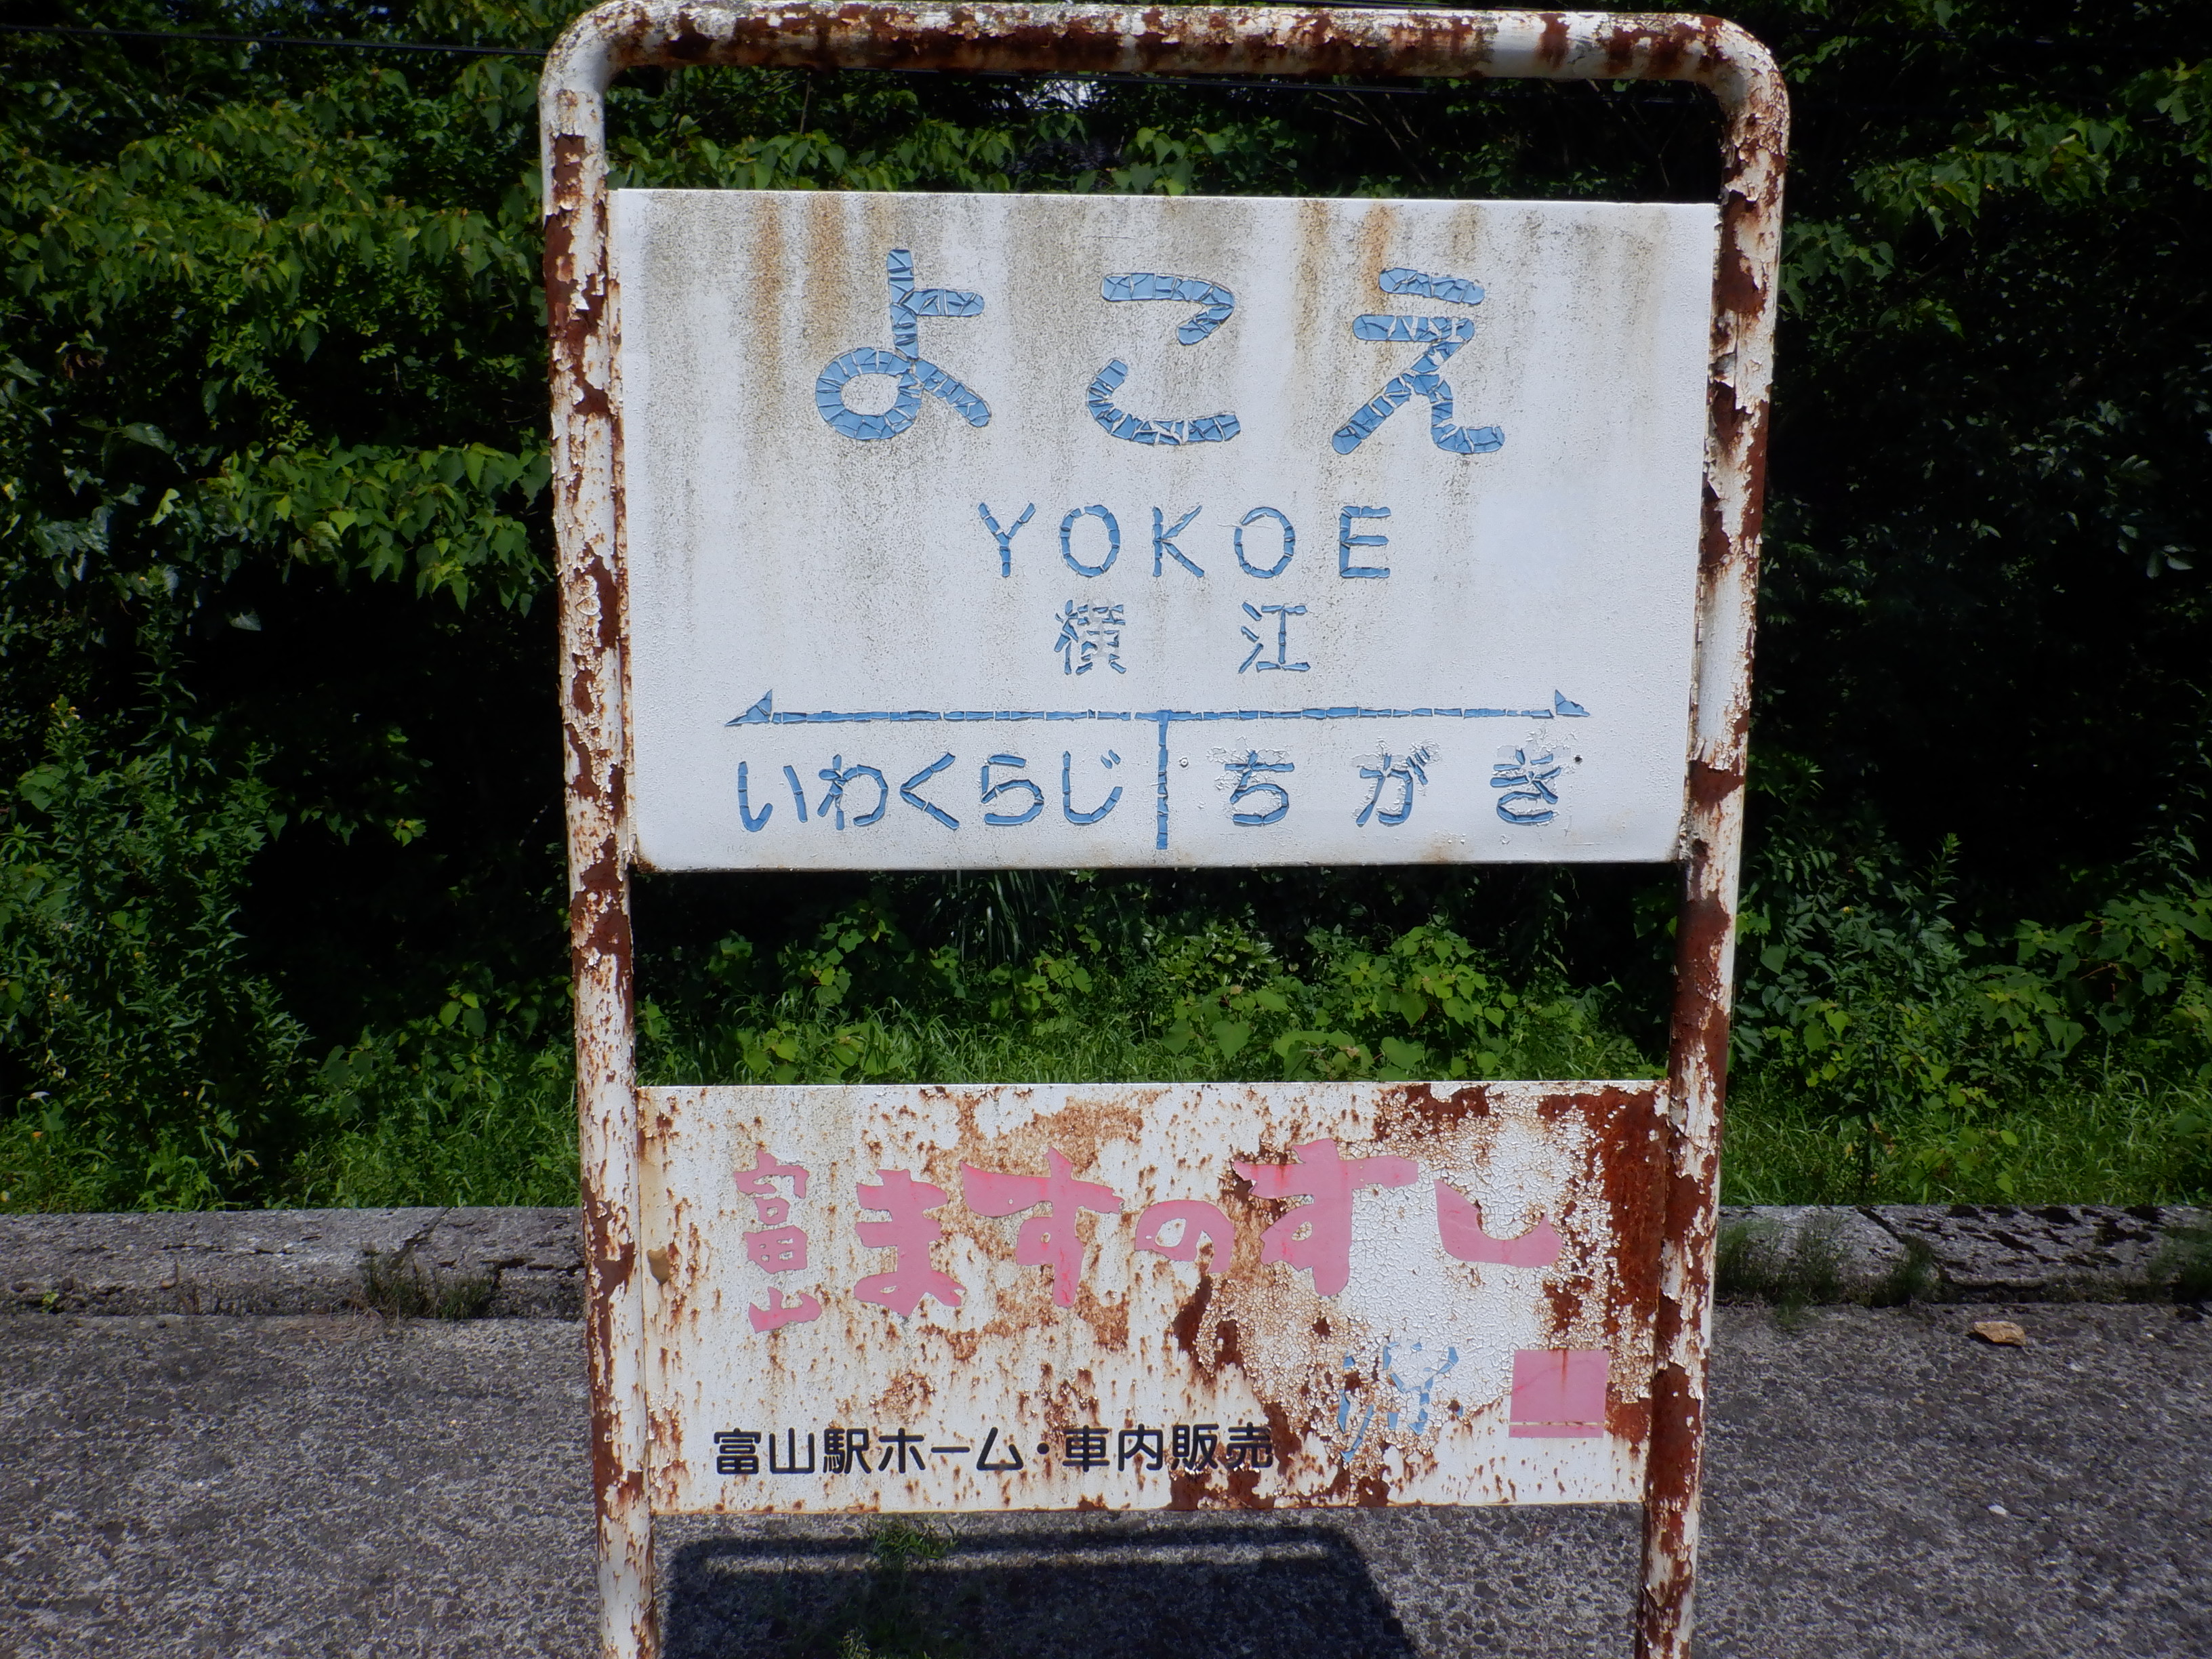 よこえ
YOKOE
横江
いわくらじ ちがき
富山 ますのすし
源
富山駅ホーム・車内販売